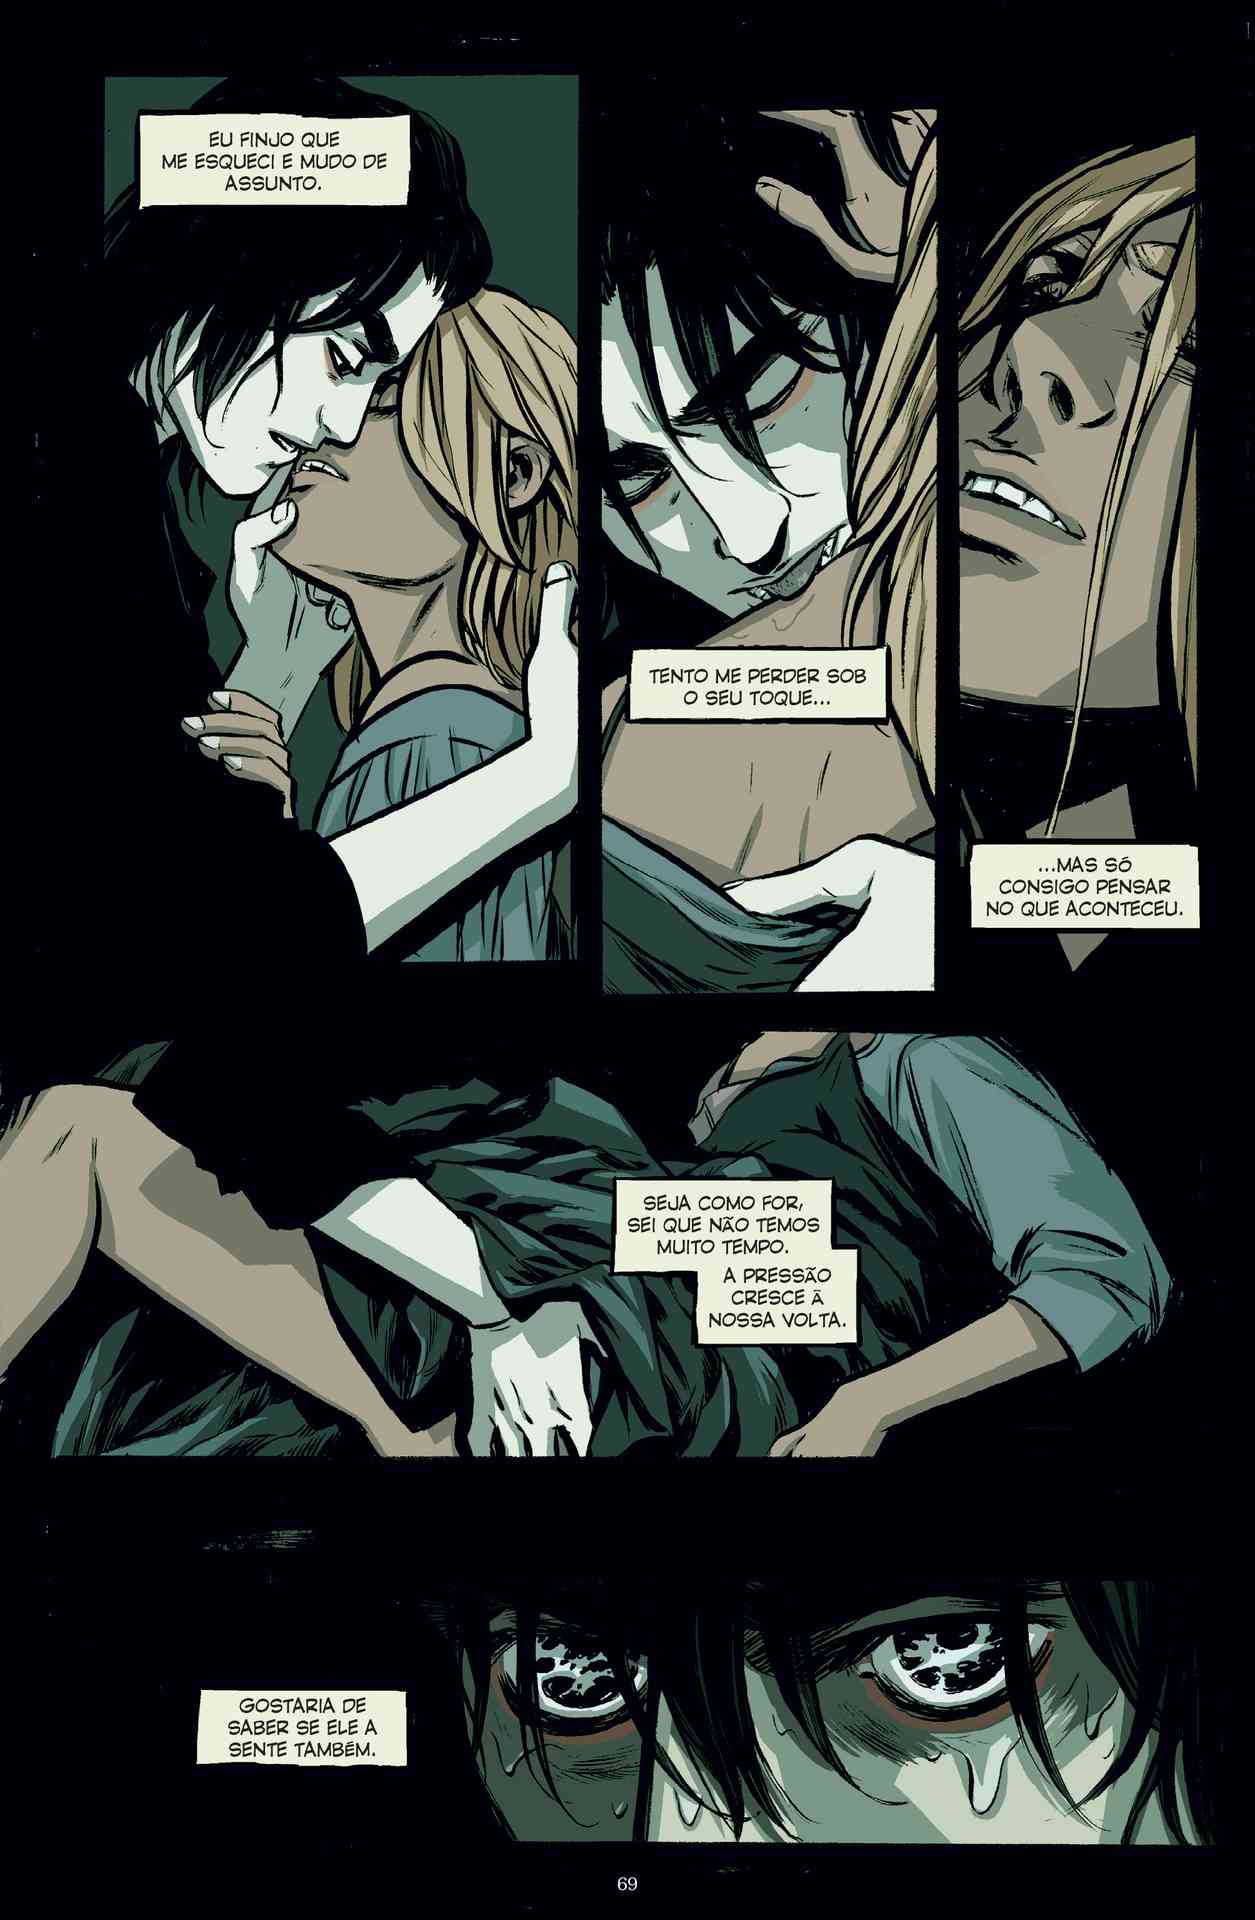 EU FINJO QUE
ME ESQUECI E MUDO DE
ASSUNTO.
TENTO ME PERDER SOB
O SEU TOQUE...
...MAS SÓ
CONSIGO PENSAR
NO QUE ACONTECEU.
SEJA COMO FOR,
SEI QUE NÃO TEMOS
MUITO TEMPO.
A PRESSÃO
CRESCE À
NOSSA VOLTA.
GOSTARIA DE
SABER SE ELE A
SENTE TAMBÉM.
69